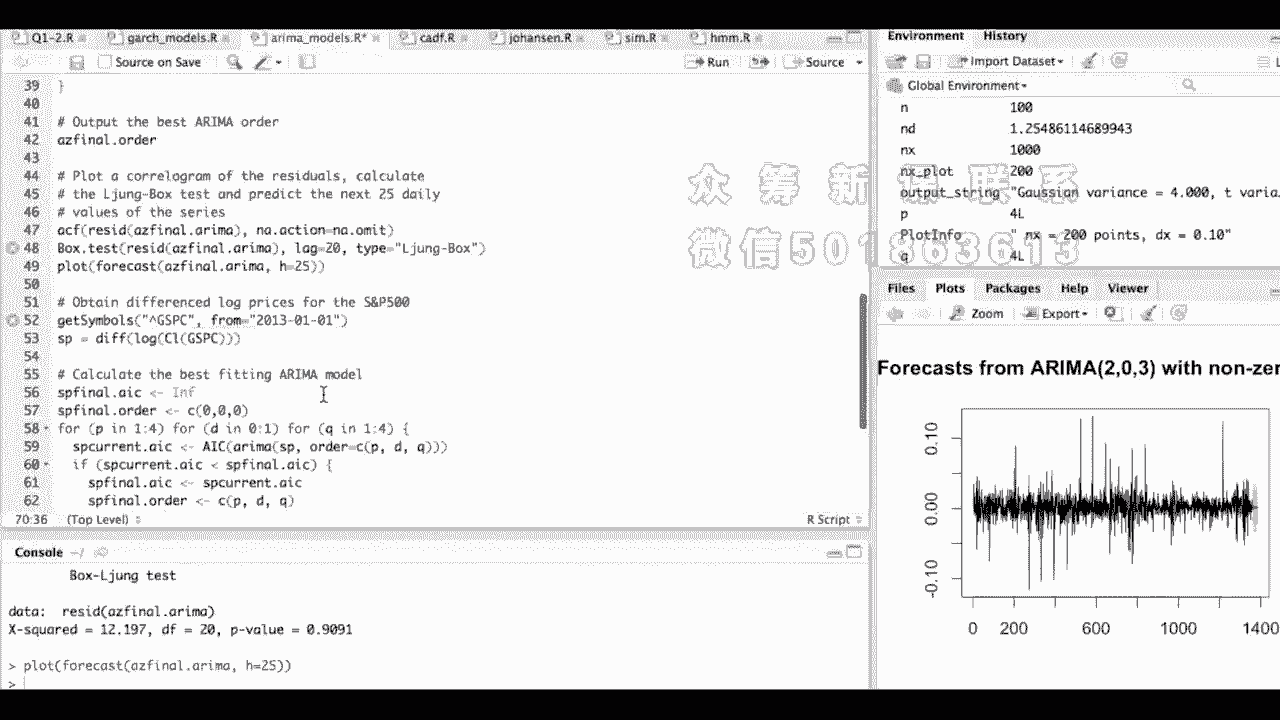 Q1-2.R
garch_models.R
arima_models.R*
cadf.R
johansen.R
sim.R
hmm.R
Source on Save
Run
Source
39 }
40
41 # Output the best ARIMA order
42 azfinal.order
43
44 # Plot a correlogram of the residuals, calculate
45 # the Ljung-Box test and predict the next 25 daily
46 # values of the series
47 acf(resid(azfinal.arima), na.action=na.omit)
48 Box.test(resid(azfinal.arima), lag=20, type="Ljung-Box")
49 plot(forecast(azfinal.arima, h=25))
50
51 # Obtain differenced log prices for the S&P500
52 getSymbols("^GSPC", from="2013-01-01")
53 sp = diff(log(Cl(GSPC)))
54
55 # Calculate the best fitting ARIMA model
56 spfinal.aic <- Inf
57 spfinal.order <- c(0,0,0)
58 for (p in 1:4) for (d in 0:1) for (q in 1:4) {
59 spcurrent.aic <- AIC(arima(sp, order=c(p, d, q)))
60 if (spcurrent.aic < spfinal.aic) {
61 spfinal.aic <- spcurrent.aic
62 spfinal.order <- c(p, d, q)
70:36 (Top Level) R Script
Console ~/
Box-Ljung test
data: resid(azfinal.arima)
X-squared = 12.197, df = 20, p-value = 0.9091
> plot(forecast(azfinal.arima, h=25))
>
Environment History
Import Dataset
Global Environment
n 100
nd 1.25486114689943
nx 1000
nx_plot 200
output_string "Gaussian variance = 4.000, t varia
p 4L
PlotInfo " nx = 200 points, dx = 0.10"
q 4L
众筹新保联系
微信501863613
Files Plots Packages Help Viewer
Zoom Export
Forecasts from ARIMA(2,0,3) with non-zer
0.10
0.00
-0.10
0 200 600 1000 1400